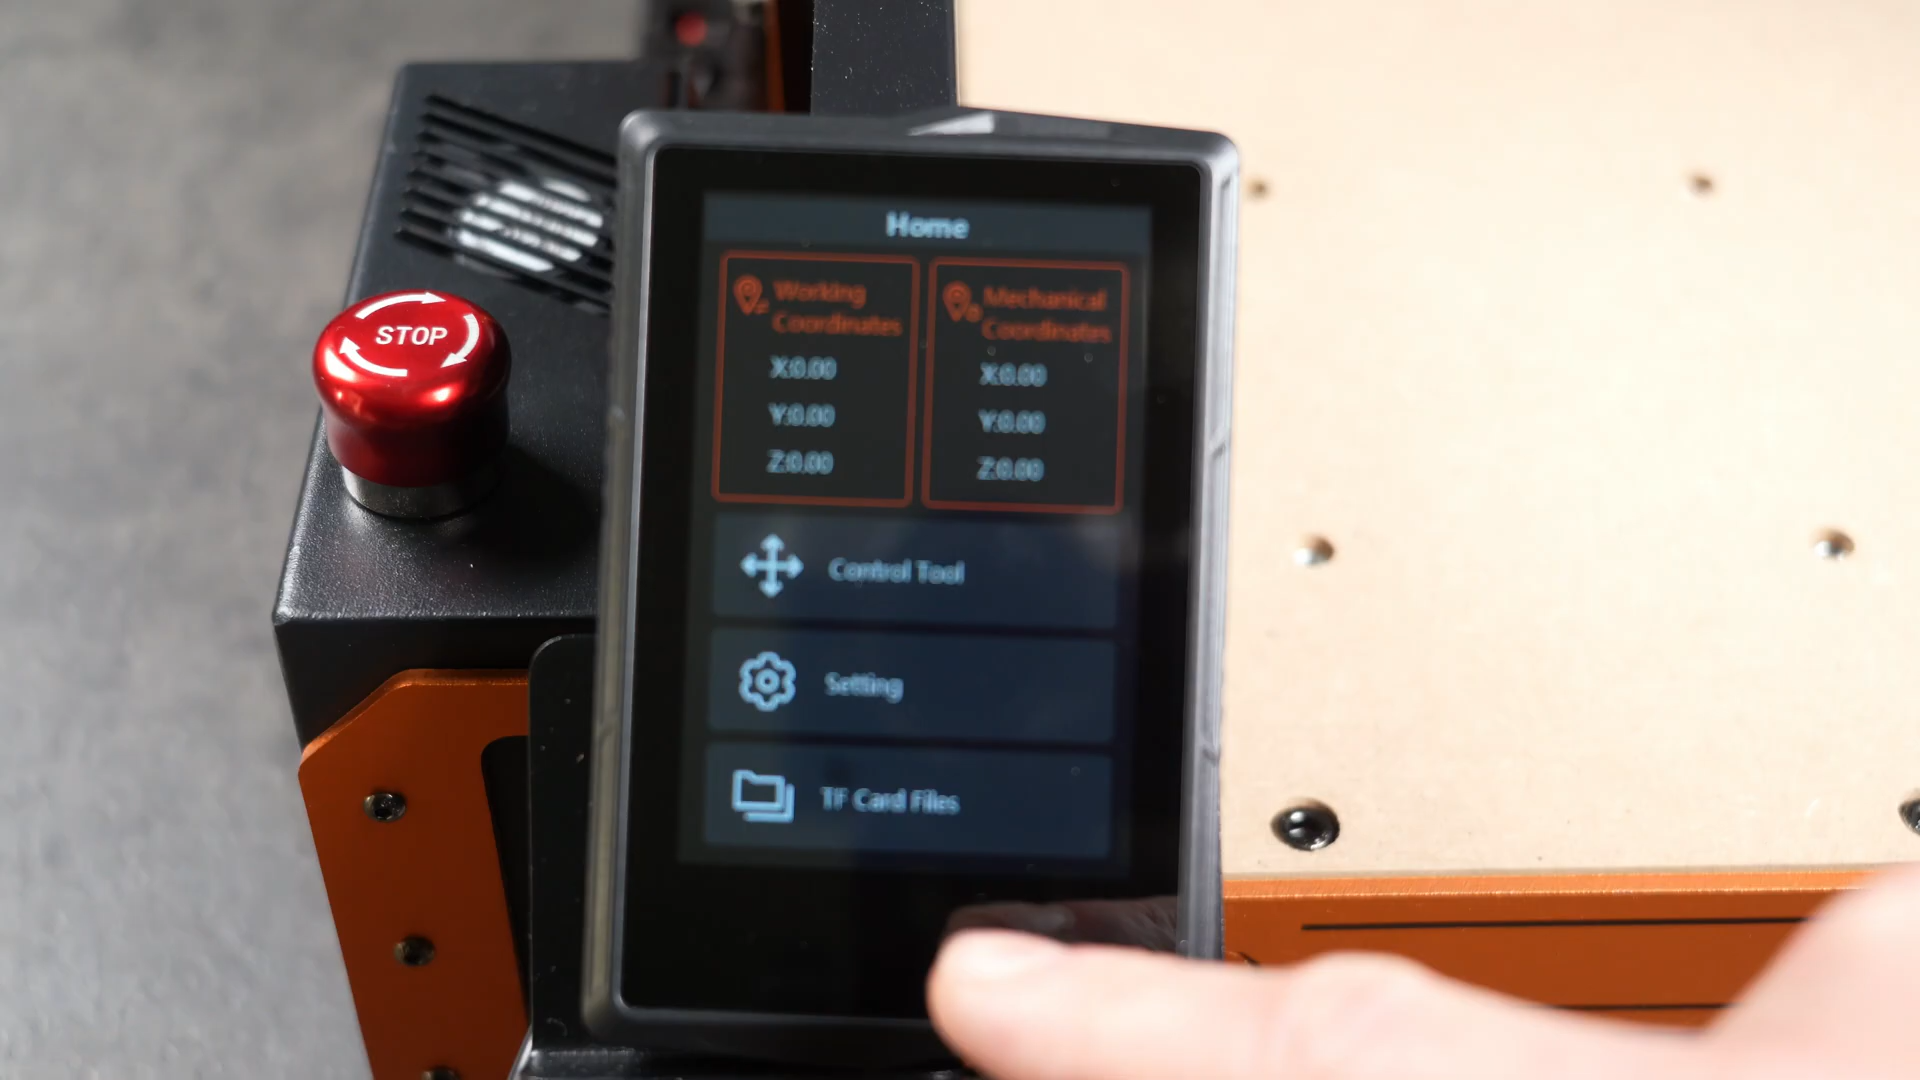 STOP
Home
Working
Coordinates
X:0.00
Y:0.00
Z:0.00
Mechanical
Coordinates
X:0.00
Y:0.00
Z:0.00
Control Tool
Setting
TF Card Files